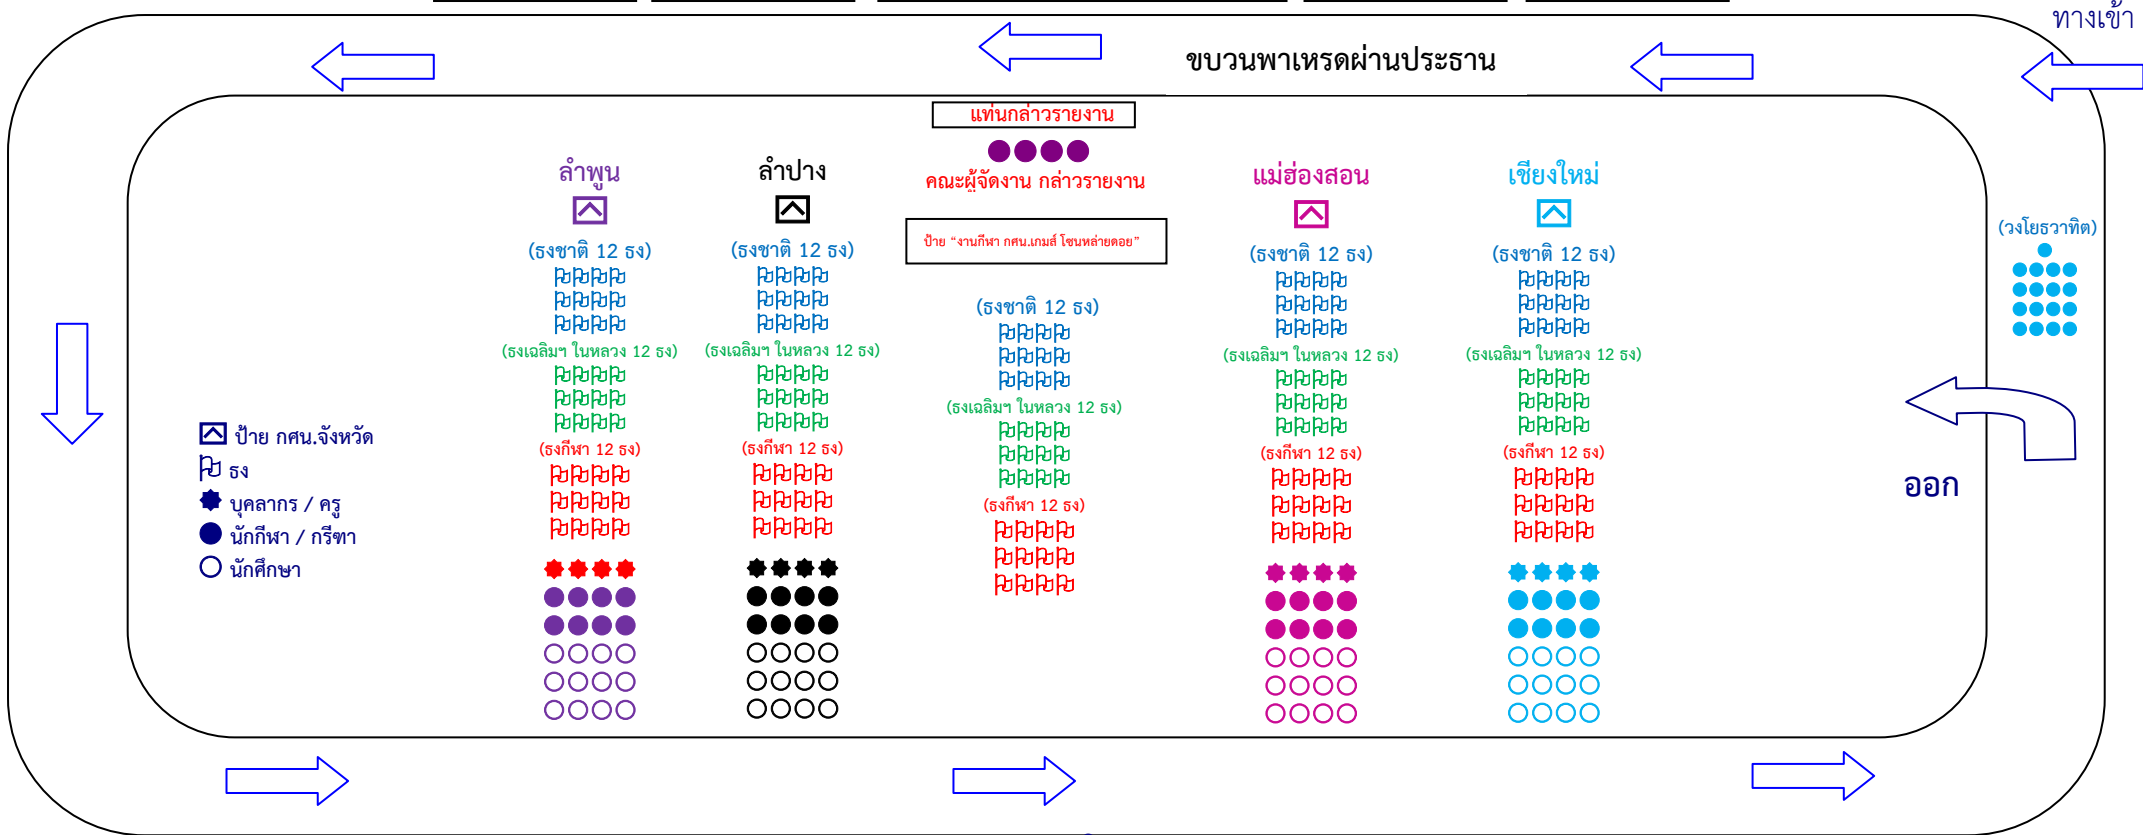 ทางเข้า
ขบวนพาเหรดผ่านประธาน
แท่นกล่าวรายงาน
คณะผู้จัดงาน กล่าวรายงาน
ป้าย “งานกีฬา กศน.เกมส์ โซนหล่ายดอย”
(ธงชาติ 12 ธง)
(ธงเฉลิมฯ ในหลวง 12 ธง)
(ธงกีฬา 12 ธง)
ลำพูน
(ธงชาติ 12 ธง)
(ธงเฉลิมฯ ในหลวง 12 ธง)
(ธงกีฬา 12 ธง)
ลำปาง
(ธงชาติ 12 ธง)
(ธงเฉลิมฯ ในหลวง 12 ธง)
(ธงกีฬา 12 ธง)
แม่ฮ่องสอน
(ธงชาติ 12 ธง)
(ธงเฉลิมฯ ในหลวง 12 ธง)
(ธงกีฬา 12 ธง)
เชียงใหม่
(ธงชาติ 12 ธง)
(ธงเฉลิมฯ ในหลวง 12 ธง)
(ธงกีฬา 12 ธง)
(วงโยธวาทิต)
ออก
ป้าย กศน.จังหวัด
ธง
บุคลากร / ครู
นักกีฬา / กรีฑา
นักศึกษา